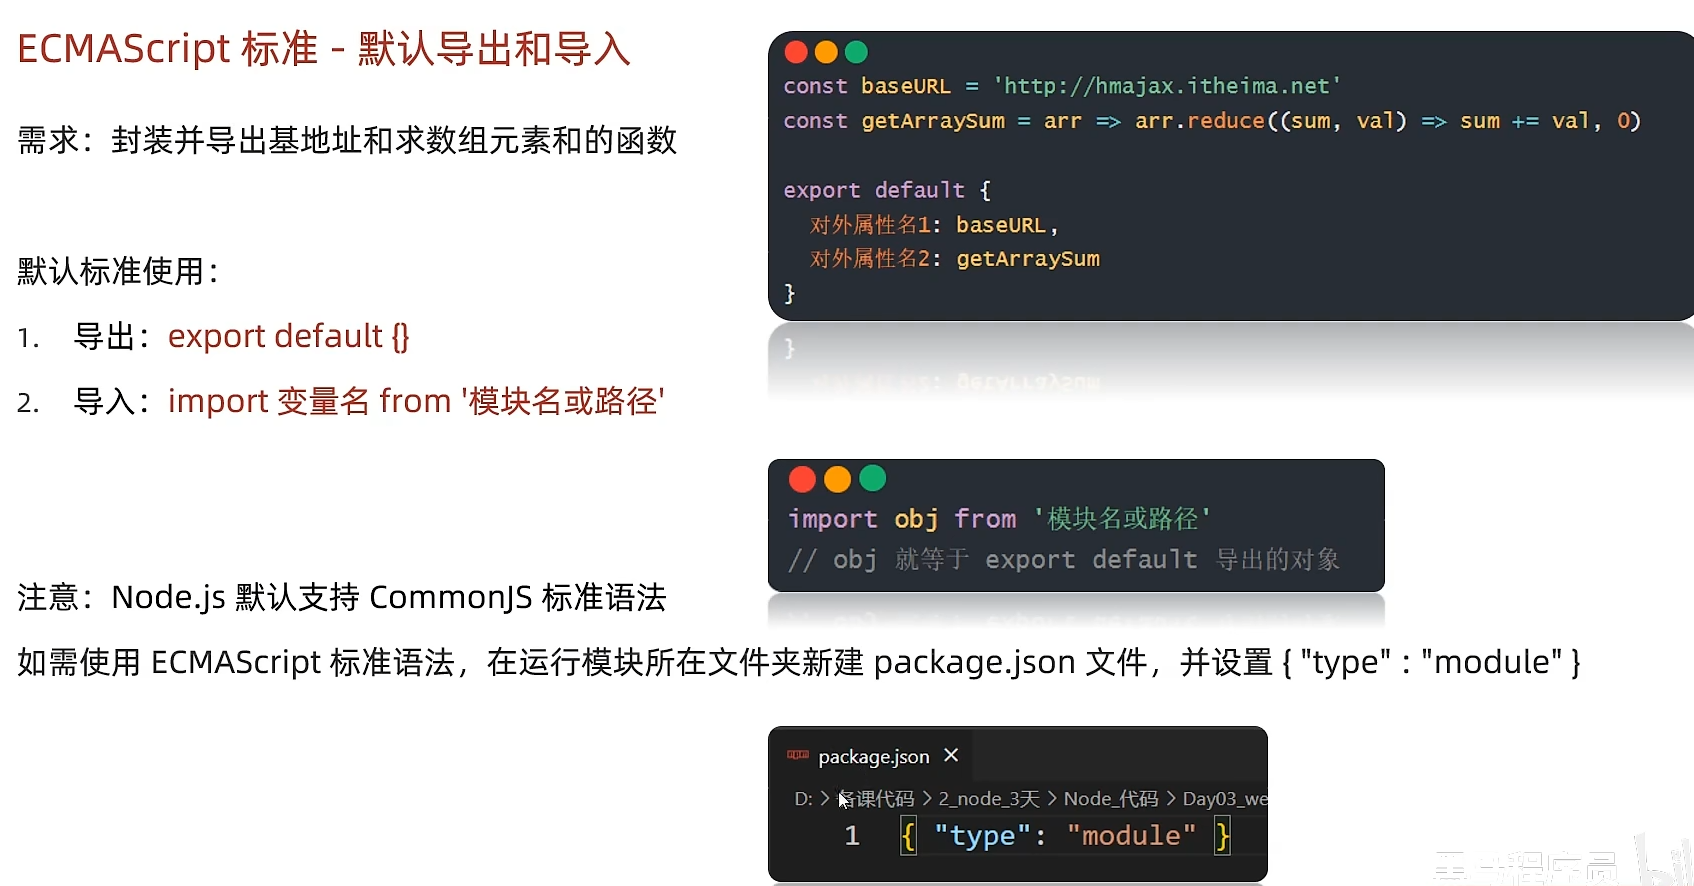 ECMAScript 标准 - 默认导出和导入
需求：封装并导出基地址和求数组元素和的函数
默认标准使用：
1. 导出：export default {}
2. 导入：import 变量名 from '模块名或路径'
注意：Node.js 默认支持 CommonJS 标准语法
如需使用 ECMAScript 标准语法，在运行模块所在文件夹新建 package.json 文件，并设置 { "type" : "module" }
const baseURL = 'http://hmajax.itheima.net'
const getArraySum = arr => arr.reduce((sum, val) => sum += val, 0)
export default {
对外属性名1: baseURL,
对外属性名2: getArraySum
}
import obj from '模块名或路径'
// obj 就等于 export default 导出的对象
package.json
D: > 备课代码 > 2_node_3天 > Node_代码 > Day03_we
1 { "type": "module" }